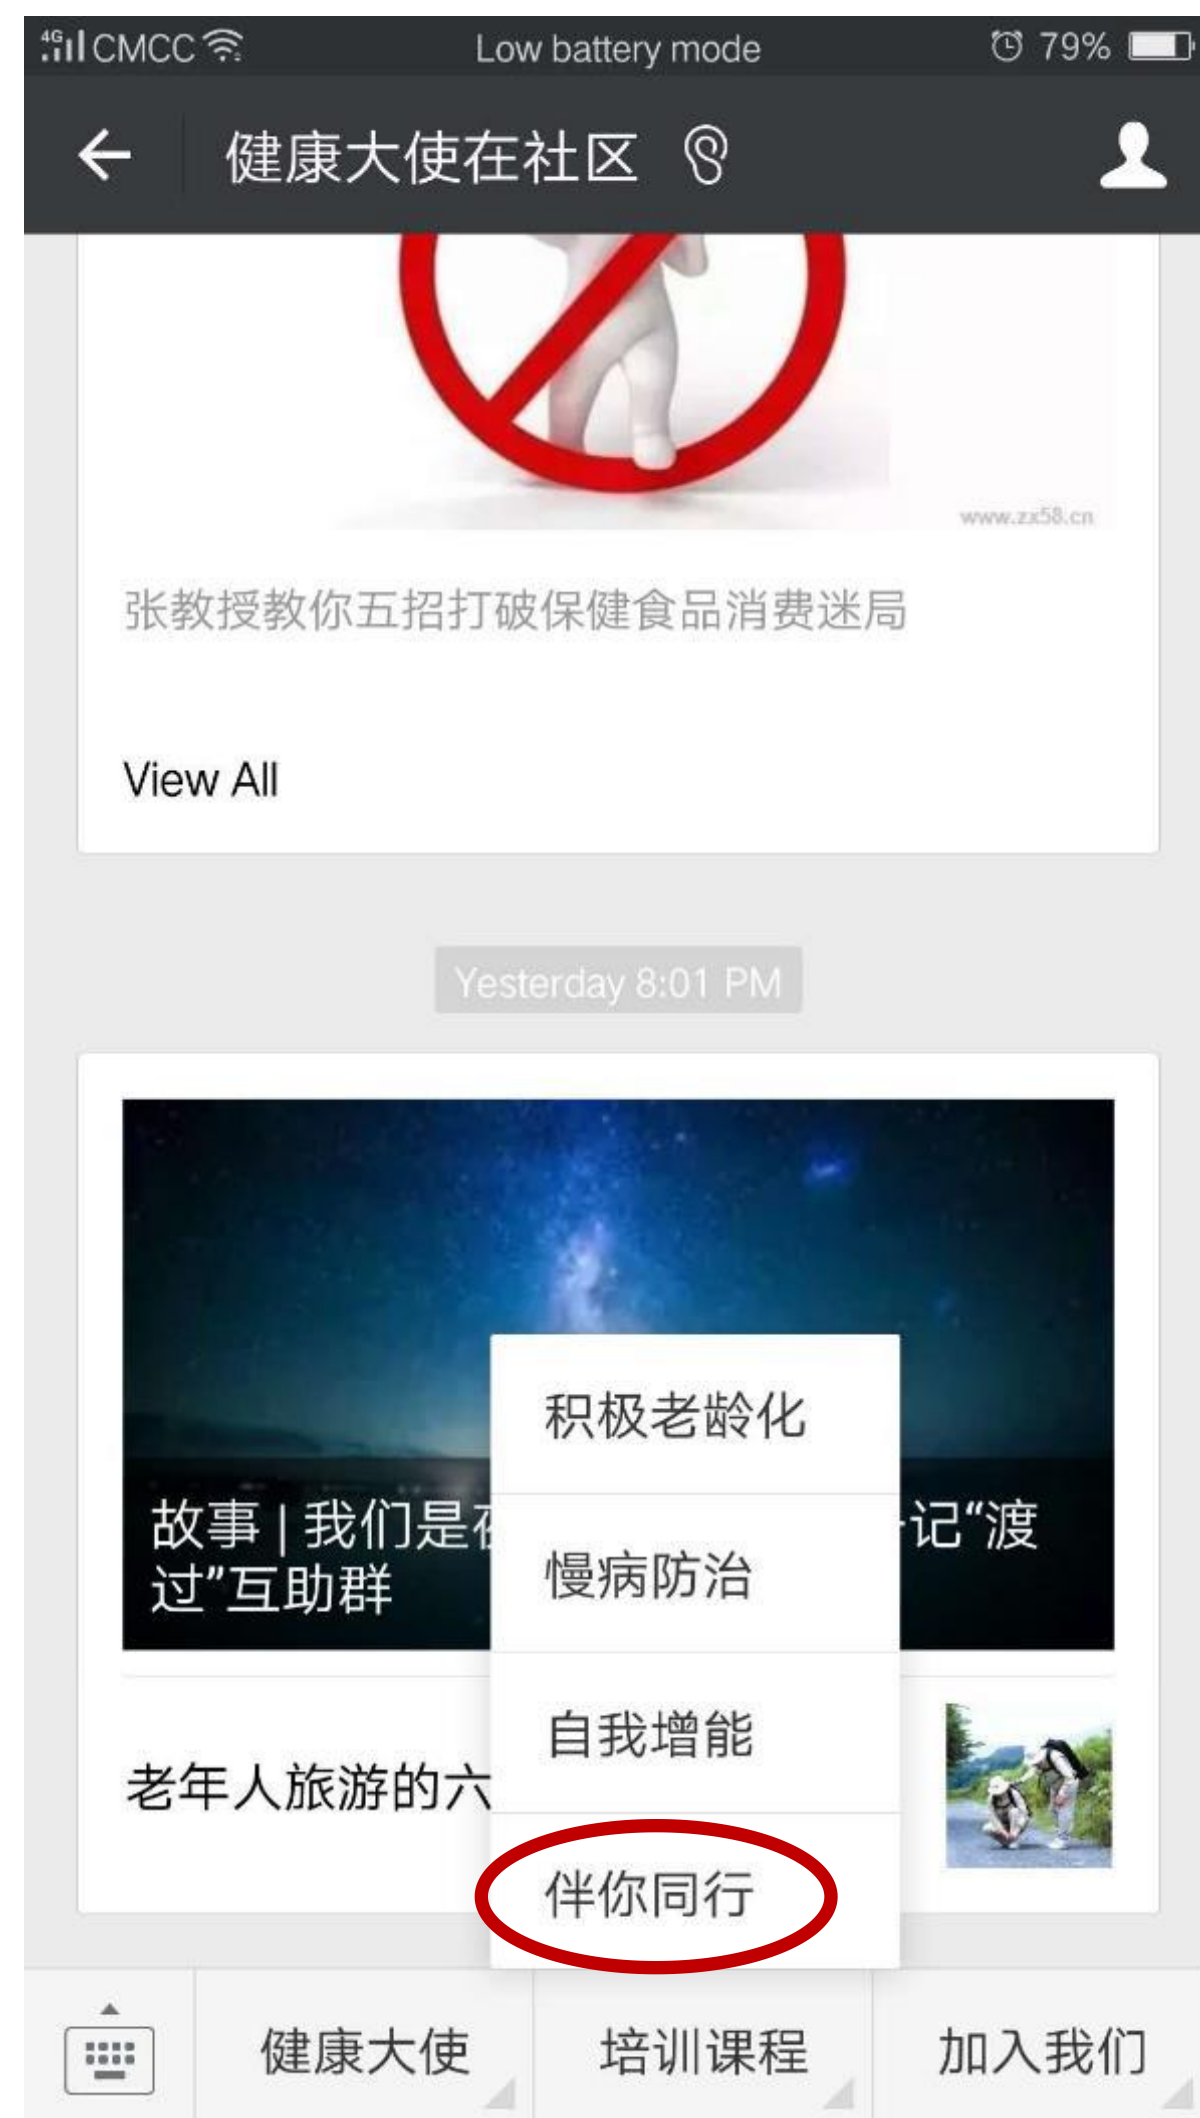 4G CMCC Low battery mode 79%
健康大使在社区
www.zx58.cn
张教授教你五招打破保健食品消费迷局
View All
Yesterday 8:01 PM
故事 | 我们是
记“渡
过”互助群
老年人旅游的六
积极老龄化
慢病防治
自我增能
伴你同行
健康大使 培训课程 加入我们